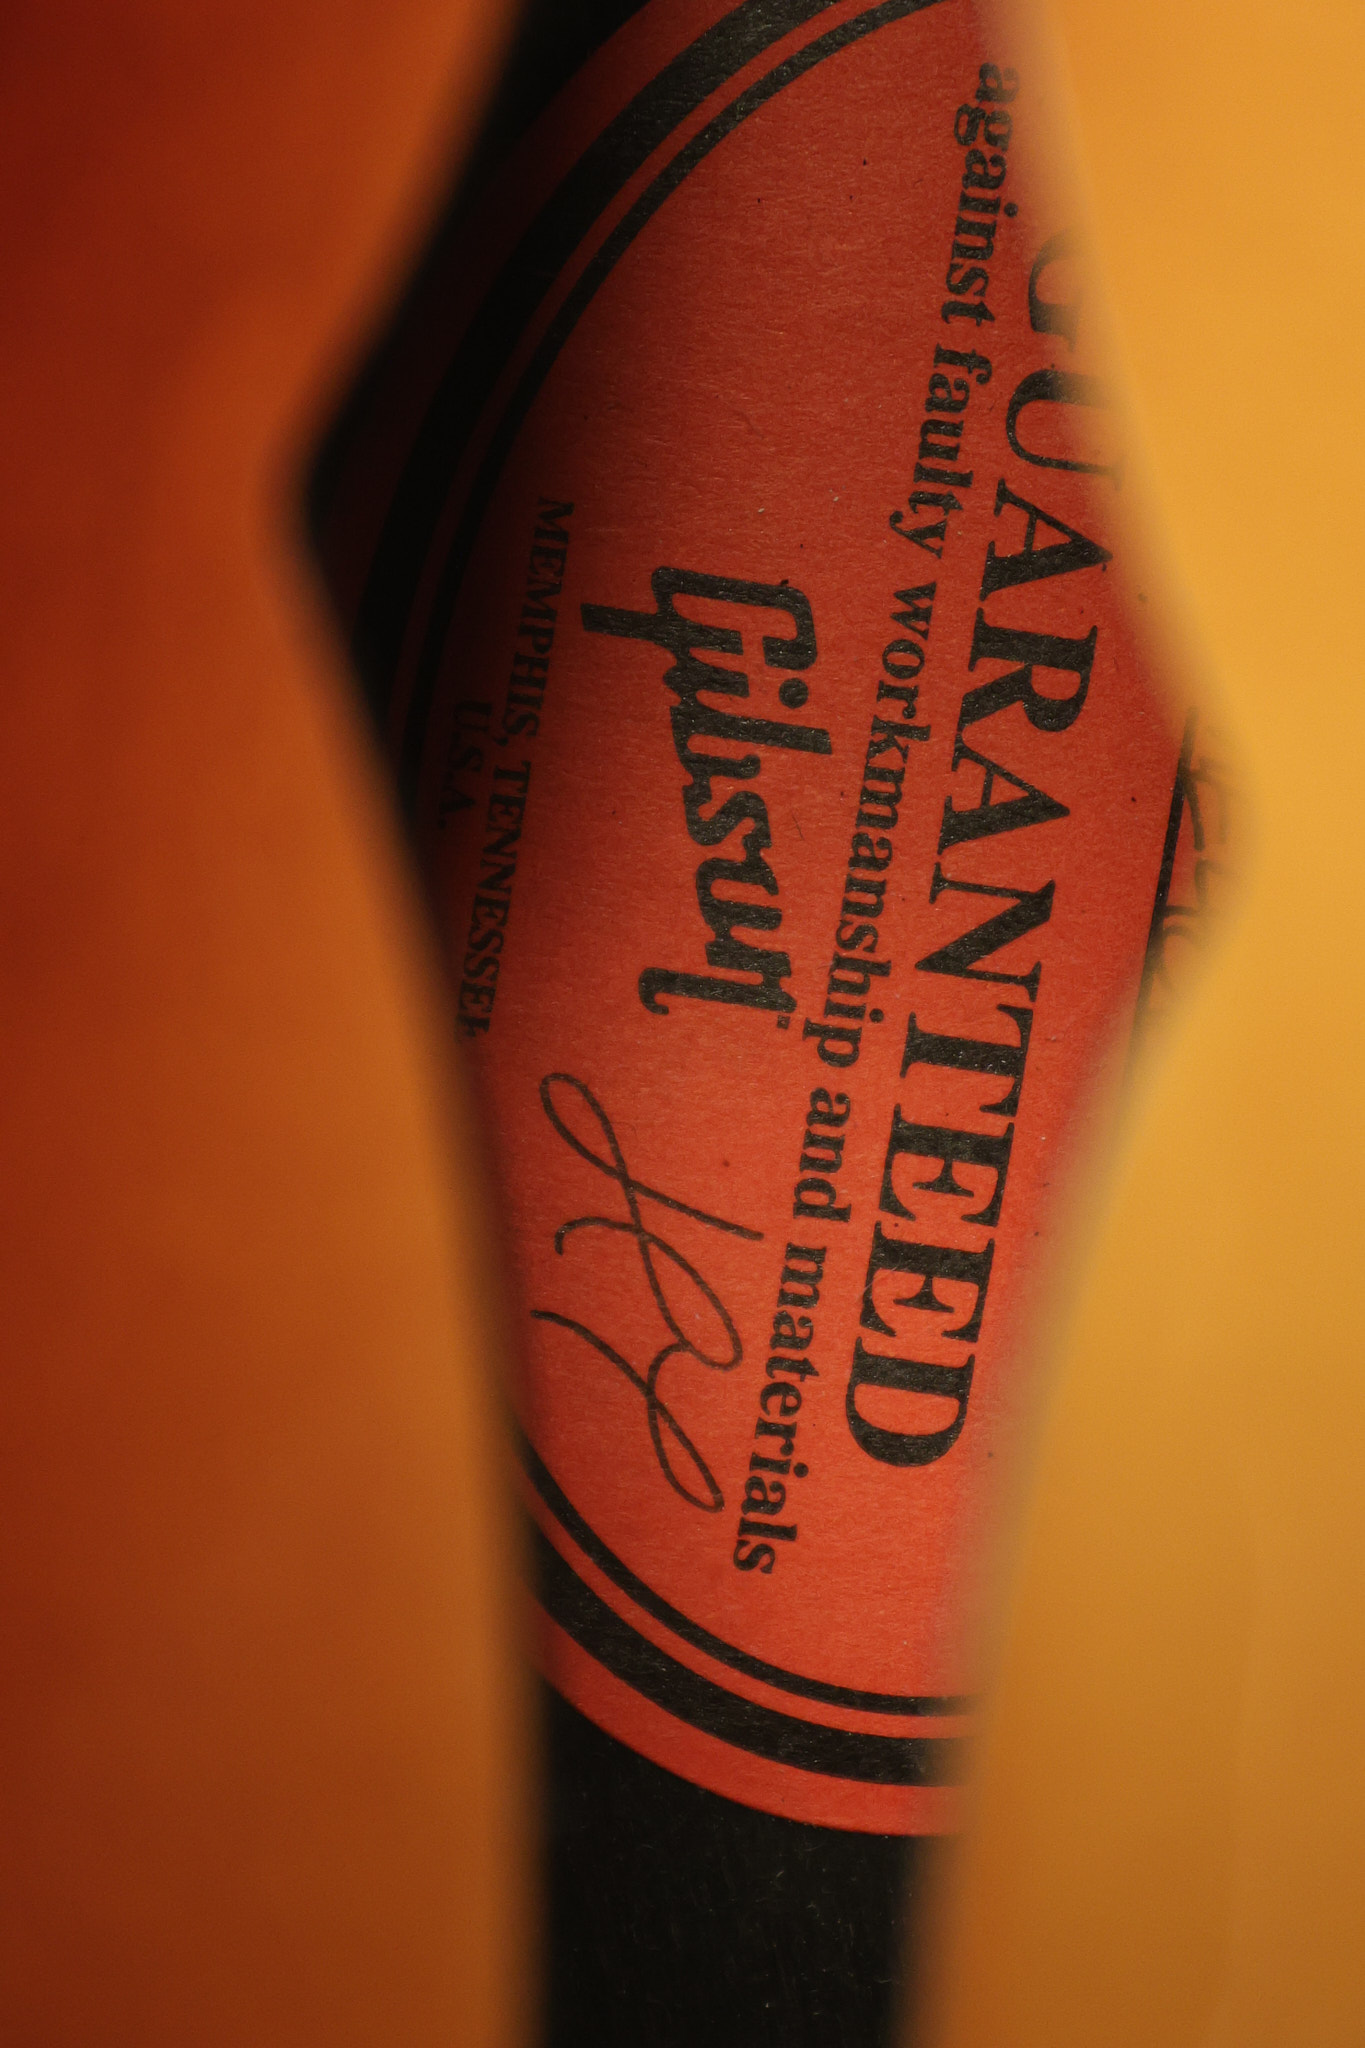 GUARANTEED
against faulty workmanship and materials
Gibson
MEMPHIS, TENNESSEE
U.S.A.